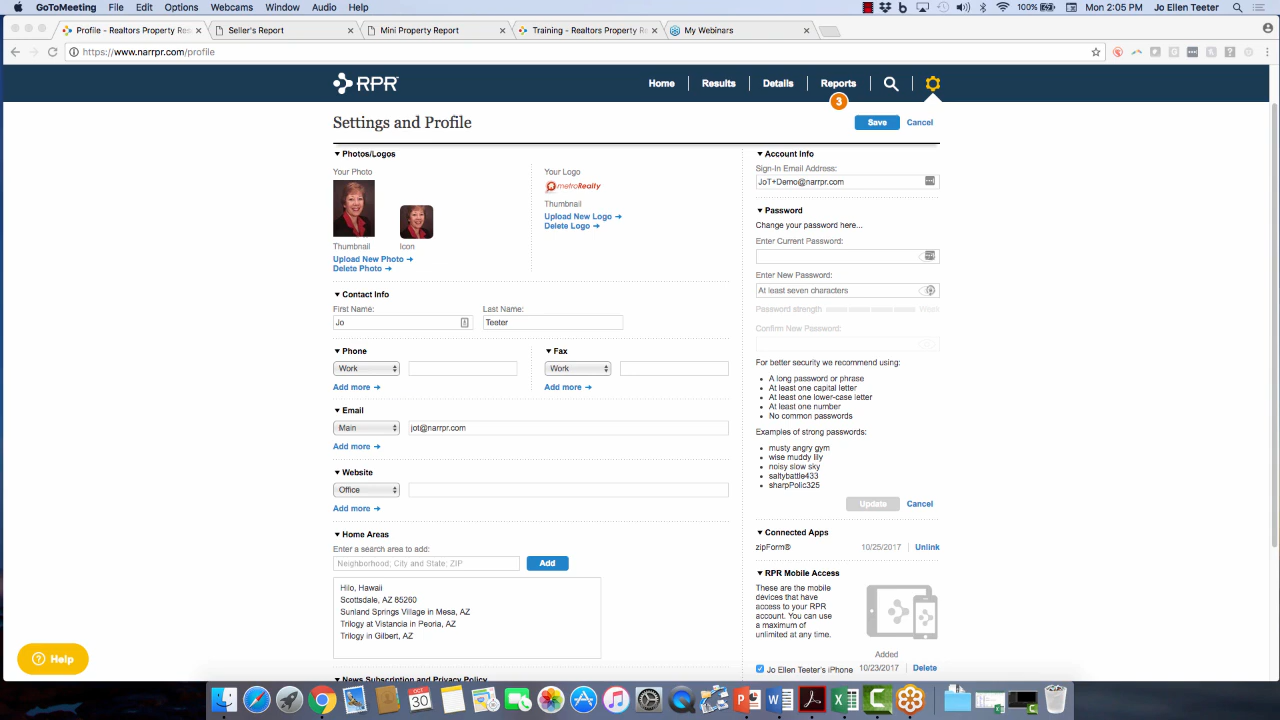 GoToMeeting File Edit Options Webcams Window Audio Help 100% Mon 2:05 PM Jo Ellen Teeter
Profile - Realtors Property Res × Seller's Report × Mini Property Report × Training - Realtors Property Re × My Webinars ×
https://www.narrpr.com/profile
RPR Home Results Details Reports
3
Settings and Profile Save Cancel
Photos/Logos
Your Photo
Thumbnail Icon
Upload New Photo
Delete Photo
Your Logo
metroReality
Thumbnail
Upload New Logo
Delete Logo
Contact Info
First Name: Last Name:
Jo Teeter
Phone Fax
Work Work
Add more Add more
Email
Main jot@narrpr.com
Add more
Website
Office
Add more
Home Areas
Enter a search area to add:
Neighborhood; City and State; ZIP Add
Hilo, Hawaii
Scottsdale, AZ 85260
Sunland Springs Village in Mesa, AZ
Trilogy at Vistancia in Peoria, AZ
Trilogy in Gilbert, AZ
News Subscription and Privacy Policy
Account Info
Sign-In Email Address:
JoT+Demo@narrpr.com
Password
Change your password here...
Enter Current Password:
Enter New Password:
At least seven characters
Password strength Weak
Confirm New Password:
For better security we recommend using:
• A long password or phrase
• At least one capital letter
• At least one lower-case letter
• At least one number
• No common passwords
Examples of strong passwords:
• musty angry gym
• wise muddy lily
• noisy slow sky
• saltybattle433
• sharpPolic325
Update Cancel
Connected Apps
zipForm® 10/25/2017 Unlink
RPR Mobile Access
These are the mobile
devices that have
access to your RPR
account. You can use
a maximum of
unlimited at any time.
Added
Jo Ellen Teeter's iPhone 10/23/2017 Delete
Help
OCT
30